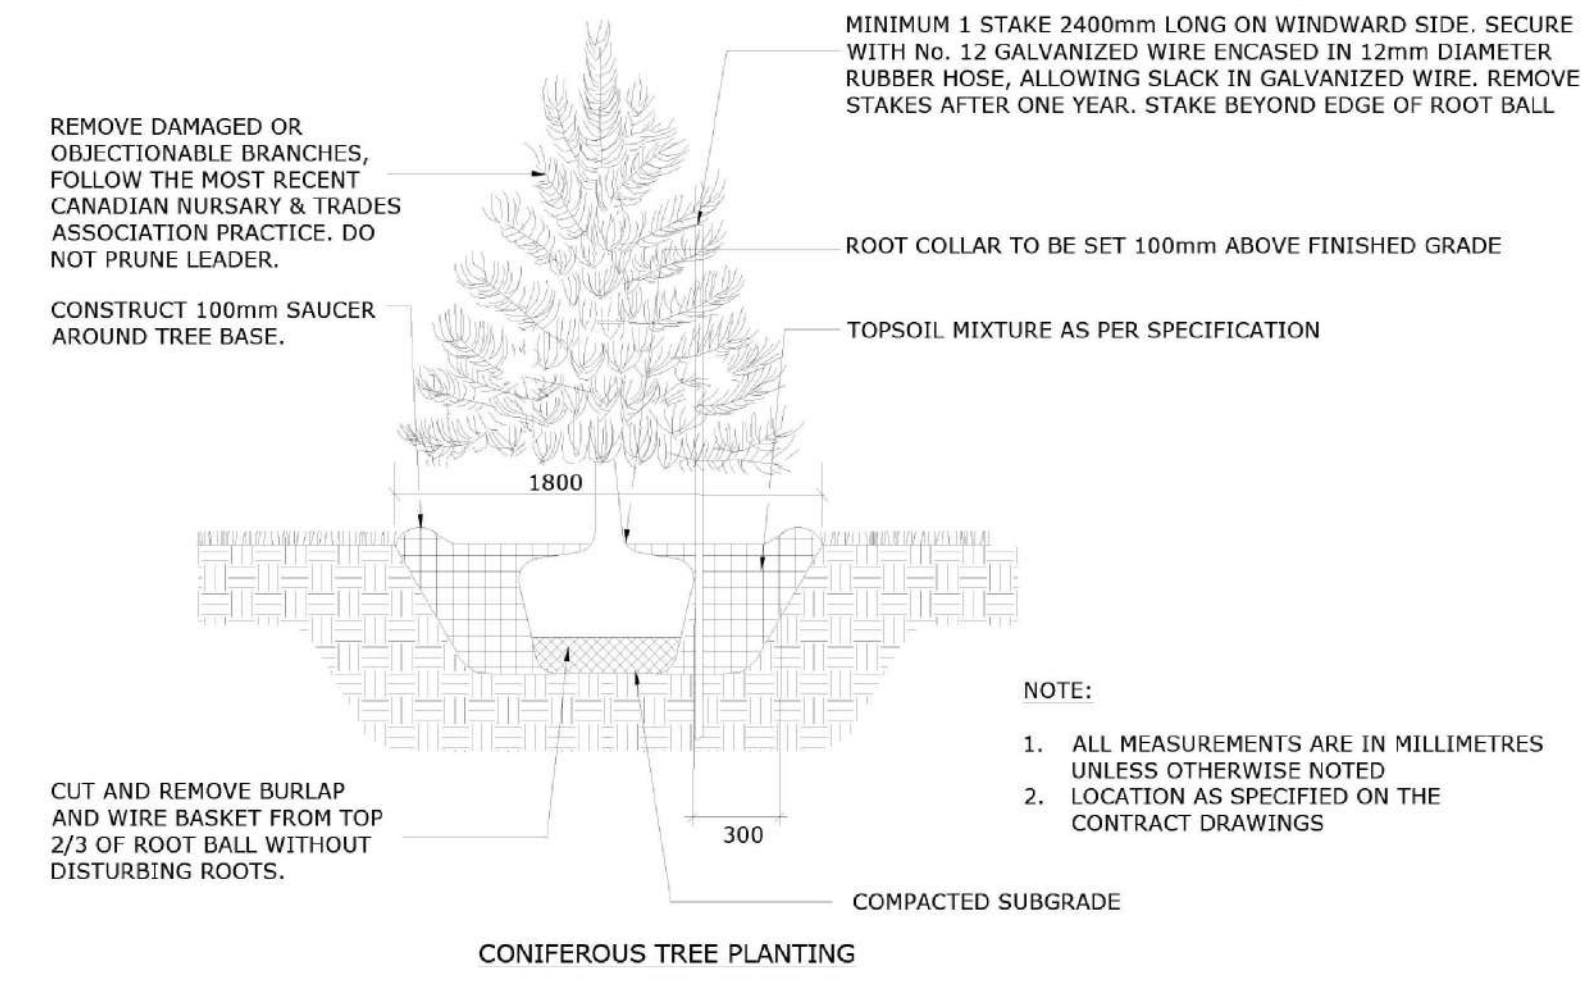 MINIMUM 1 STAKE 2400mm LONG ON WINDWARD SIDE. SECURE
WITH No. 12 GALVANIZED WIRE ENCASED IN 12mm DIAMETER
RUBBER HOSE, ALLOWING SLACK IN GALVANIZED WIRE. REMOVE
STAKES AFTER ONE YEAR. STAKE BEYOND EDGE OF ROOT BALL
REMOVE DAMAGED OR
OBJECTIONABLE BRANCHES,
FOLLOW THE MOST RECENT
CANADIAN NURSARY & TRADES
ASSOCIATION PRACTICE. DO
NOT PRUNE LEADER.
ROOT COLLAR TO BE SET 100mm ABOVE FINISHED GRADE
CONSTRUCT 100mm SAUCER
AROUND TREE BASE.
TOPSOIL MIXTURE AS PER SPECIFICATION
1800
NOTE:
1. ALL MEASUREMENTS ARE IN MILLIMETRES
UNLESS OTHERWISE NOTED
2. LOCATION AS SPECIFIED ON THE
CONTRACT DRAWINGS
CUT AND REMOVE BURLAP
AND WIRE BASKET FROM TOP
2/3 OF ROOT BALL WITHOUT
DISTURBING ROOTS.
300
COMPACTED SUBGRADE
CONIFEROUS TREE PLANTING